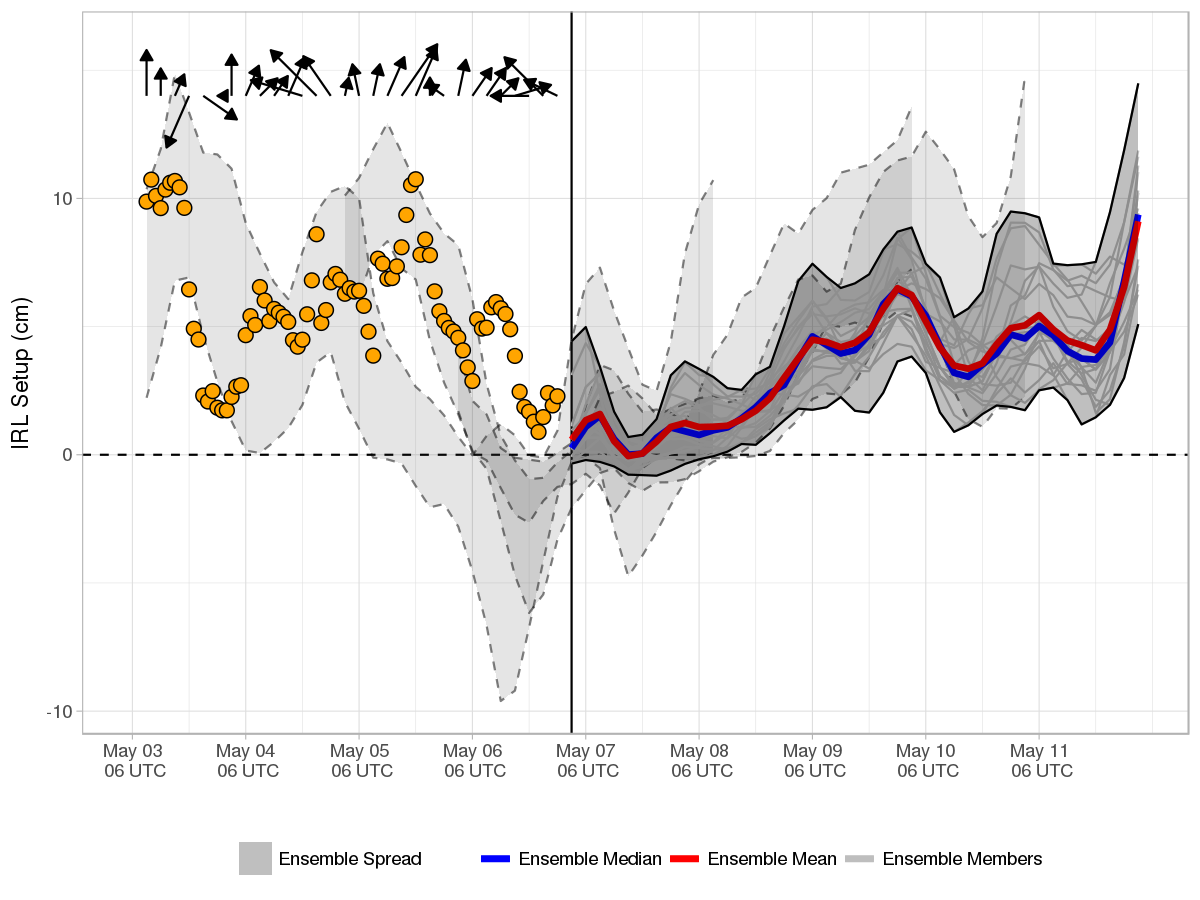 IRL Setup (cm)
10
0
-10
May 03 May 04 May 05 May 06 May 07 May 08 May 09 May 10 May 11
06 UTC 06 UTC 06 UTC 06 UTC 06 UTC 06 UTC 06 UTC 06 UTC 06 UTC
Ensemble Spread Ensemble Median Ensemble Mean Ensemble Members